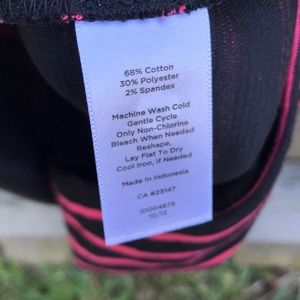 68% Cotton
30% Polyester
2% Spandex
Machine Wash Cold
Gentle Cycle
Only Non-Chlorine
Bleach When Needed
Reshape,
Lay Flat To Dry
Cool Iron, if Needed
Made In Indonesia
CA #23147
ID004875
10/13